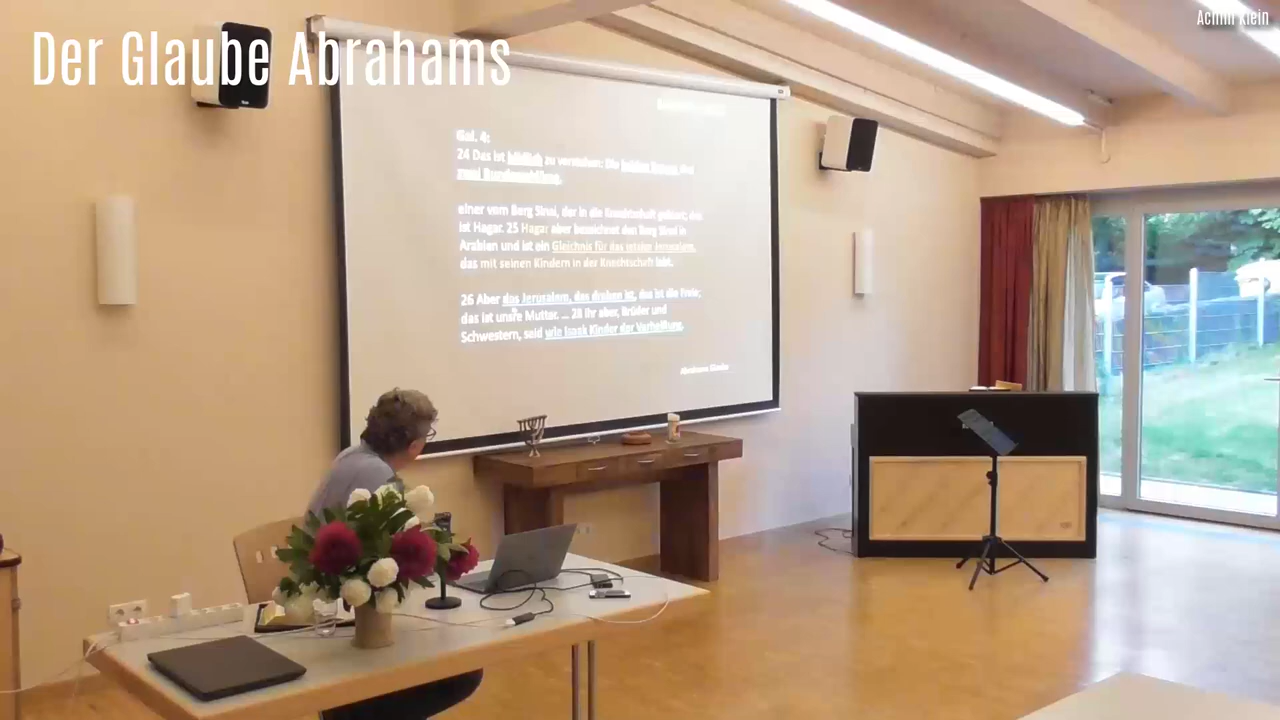 Der Glaube Abrahams
Achim Klein
Gal. 4:
24 Das ist bildlich zu verstehen: Die beiden Frauen sind
zwei Bundesschlüsse,
einer vom Berg Sinai, der in die Knechtschaft gebiert; das
ist Hagar. 25 Hagar aber bezeichnet den Berg Sinai in
Arabien und ist ein Gleichnis für das jetzige Jerusalem,
das mit seinen Kindern in der Knechtschaft lebt.
26 Aber das Jerusalem, das droben ist, das ist die Freie;
das ist unsre Mutter. ... 28 Ihr aber, Brüder und
Schwestern, seid wie Isaak Kinder der Verheißung.
Abrahams Glaube